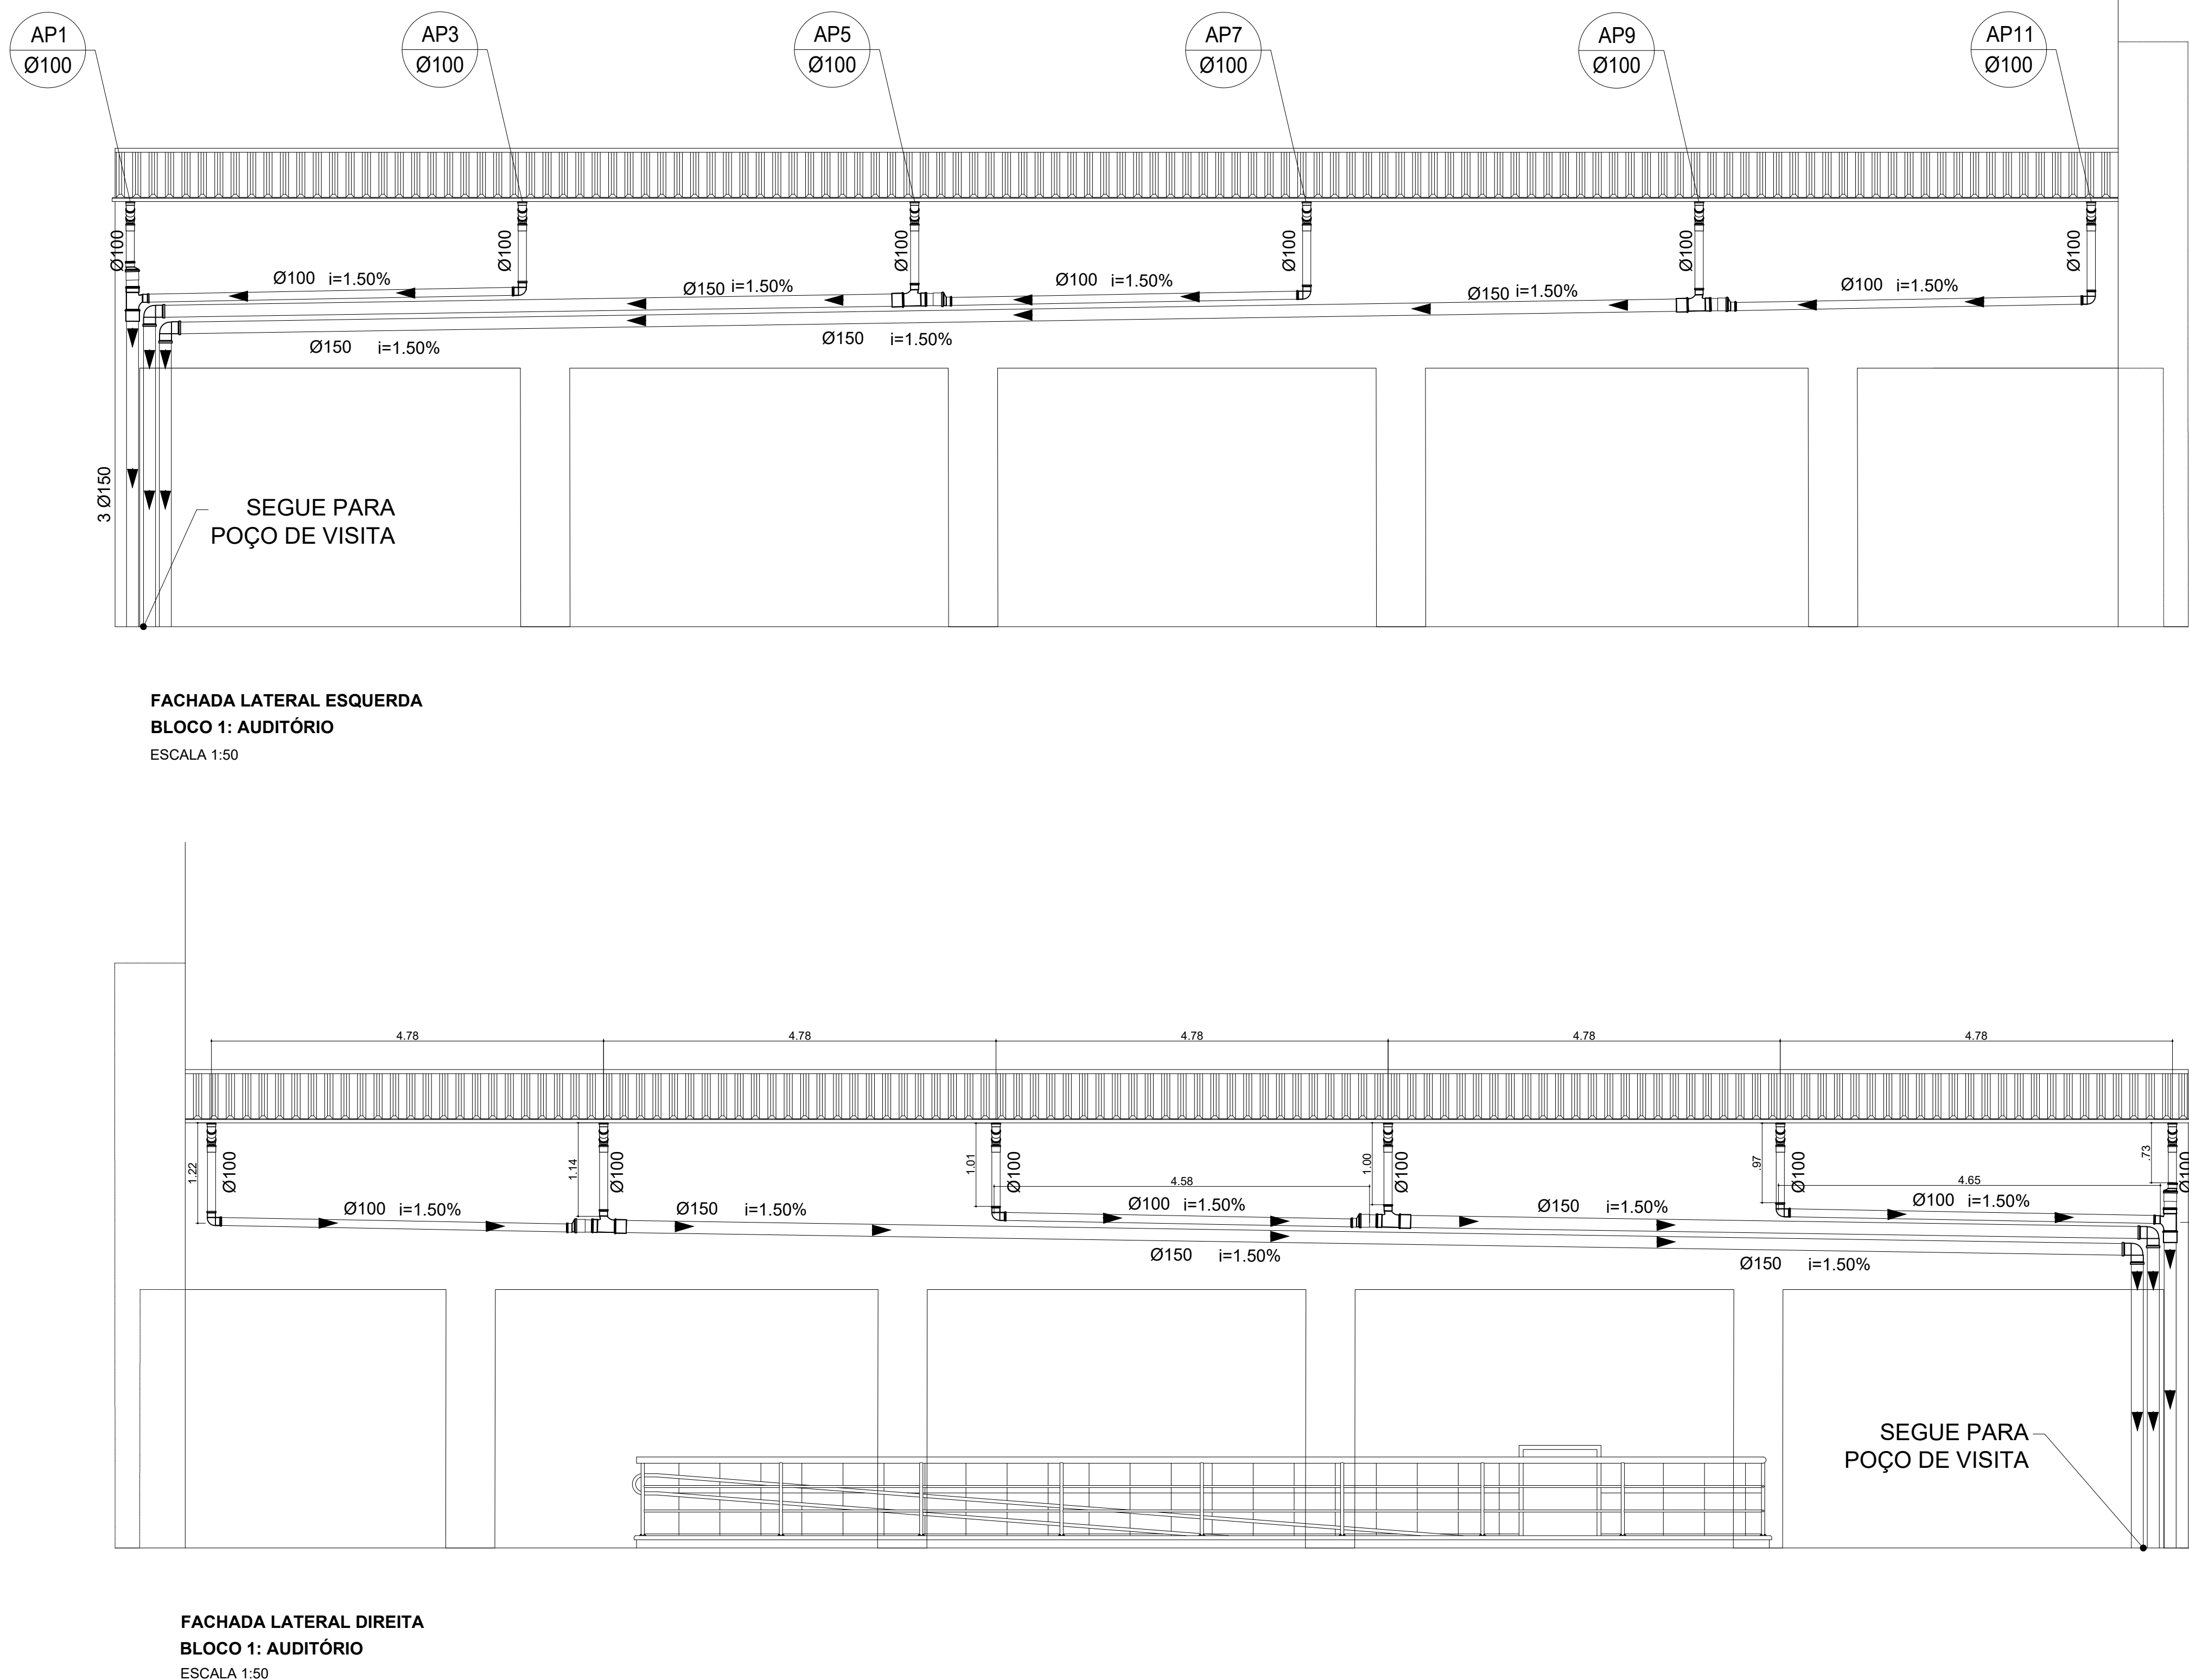 AP1
Ø100
AP3
Ø100
AP5
Ø100
AP7
Ø100
AP9
Ø100
AP11
Ø100
Ø100
Ø100
Ø100
Ø100
Ø100
Ø100
Ø100 i=1.50%
Ø150 i=1.50%
Ø100 i=1.50%
Ø150 i=1.50%
Ø100 i=1.50%
Ø150 i=1.50%
Ø150 i=1.50%
3 Ø150
SEGUE PARA
POÇO DE VISITA
FACHADA LATERAL ESQUERDA
BLOCO 1: AUDITÓRIO
ESCALA 1:50
4.78
4.78
4.78
4.78
4.78
1.22
Ø100
1.14
Ø100
1.01
Ø100
1.00
Ø100
.97
Ø100
.73
Ø100
4.58
4.65
Ø100 i=1.50%
Ø150 i=1.50%
Ø100 i=1.50%
Ø150 i=1.50%
Ø100 i=1.50%
Ø150 i=1.50%
Ø150 i=1.50%
SEGUE PARA
POÇO DE VISITA
FACHADA LATERAL DIREITA
BLOCO 1: AUDITÓRIO
ESCALA 1:50